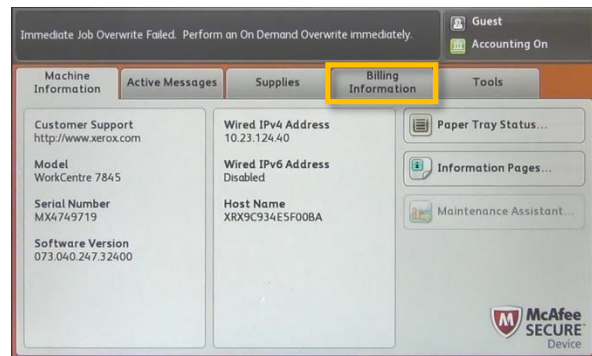 Immediate Job Overwrite Failed. Perform an On Demand Overwrite immediately.
Guest
Accounting On
Machine Information
Active Messages
Supplies
Billing Information
Tools
Customer Support
http://www.xerox.com
Model
WorkCentre 7845
Serial Number
MX4749719
Software Version
073.040.247.32400
Wired IPv4 Address
10.23.124.40
Wired IPv6 Address
Disabled
Host Name
XRX9C934E5F00BA
Paper Tray Status...
Information Pages...
Maintenance Assistant...
McAfee
SECURE™
Device